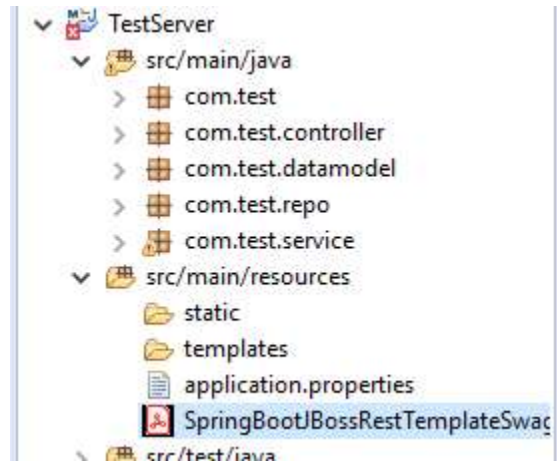 TestServer
src/main/java
com.test
com.test.controller
com.test.datamodel
com.test.repo
com.test.service
src/main/resources
static
templates
application.properties
SpringBootJBossRestTemplateSwag
src/test/java